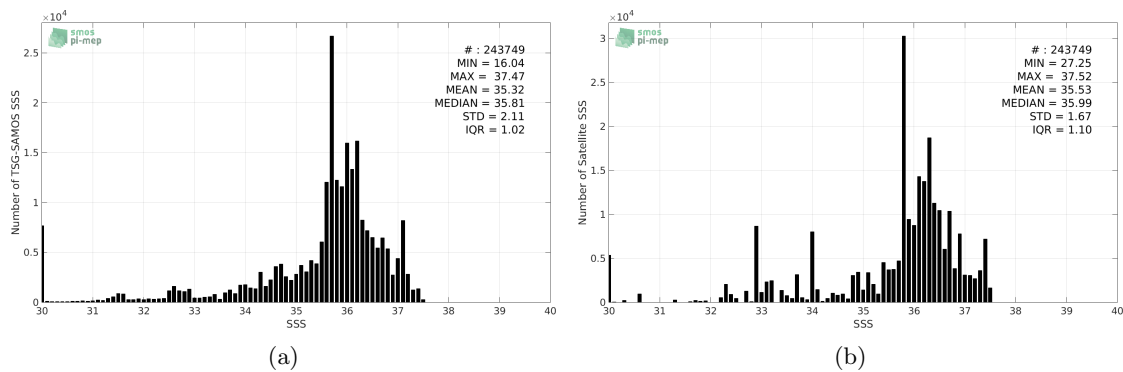 ×10⁴
smos
pi-mep
# : 243749
MIN = 16.04
MAX = 37.47
MEAN = 35.32
MEDIAN = 35.81
STD = 2.11
IQR = 1.02
Number of TSG-SAMOS SSS
2.5
2
1.5
1
0.5
0
30 31 32 33 34 35 36 37 38 39 40
SSS
(a)
×10⁴
smos
pi-mep
# : 243749
MIN = 27.25
MAX = 37.52
MEAN = 35.53
MEDIAN = 35.99
STD = 1.67
IQR = 1.10
Number of Satellite SSS
3
2.5
2
1.5
1
0.5
0
30 31 32 33 34 35 36 37 38 39 40
SSS
(b)